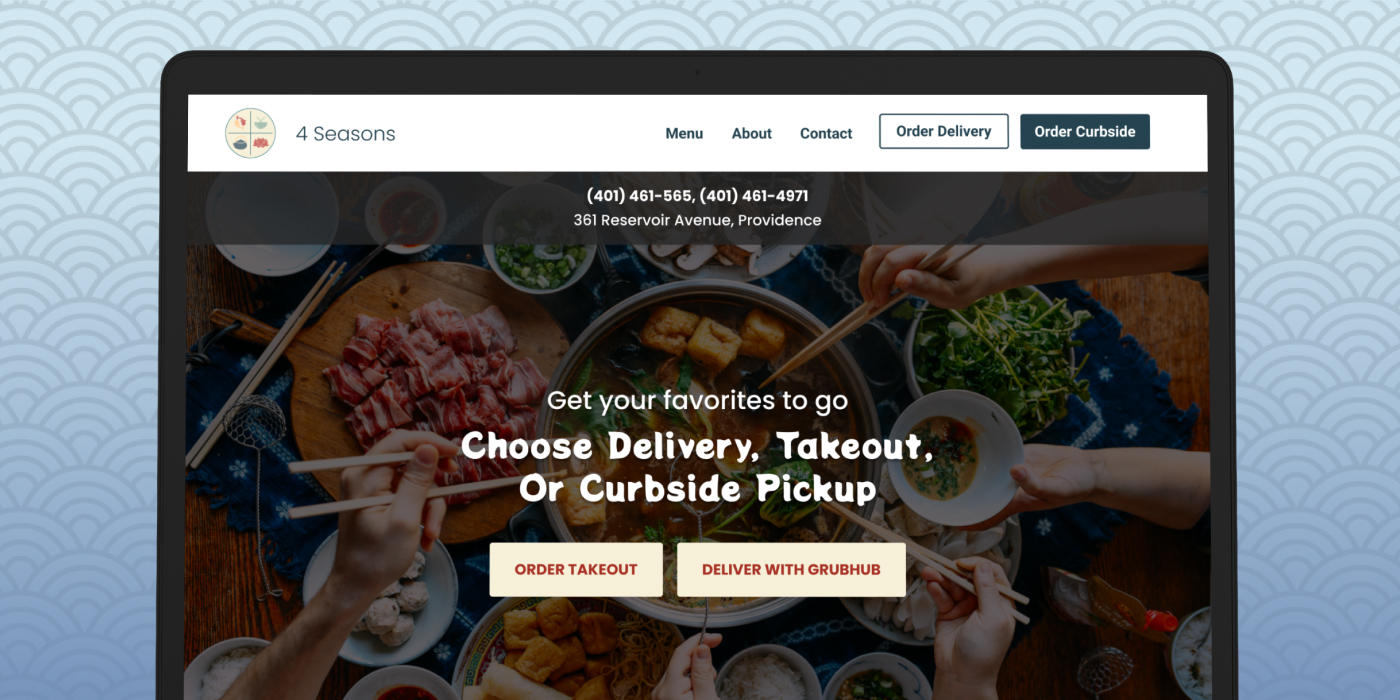 4 Seasons
Menu
About
Contact
Order Delivery
Order Curbside
(401) 461-565, (401) 461-4971
361 Reservoir Avenue, Providence
Get your favorites to go
Choose Delivery, Takeout,
Or Curbside Pickup
ORDER TAKEOUT
DELIVER WITH GRUBHUB